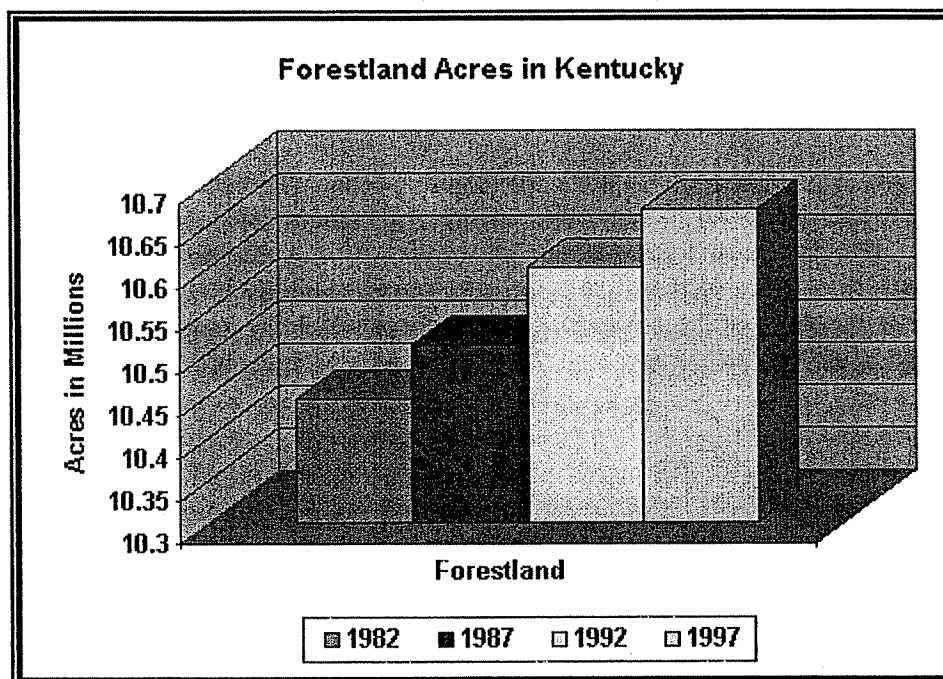 Forestland Acres in Kentucky
Acres in Millions
10.7
10.65
10.6
10.55
10.5
10.45
10.4
10.35
10.3
Forestland
1982 1987 1992 1997